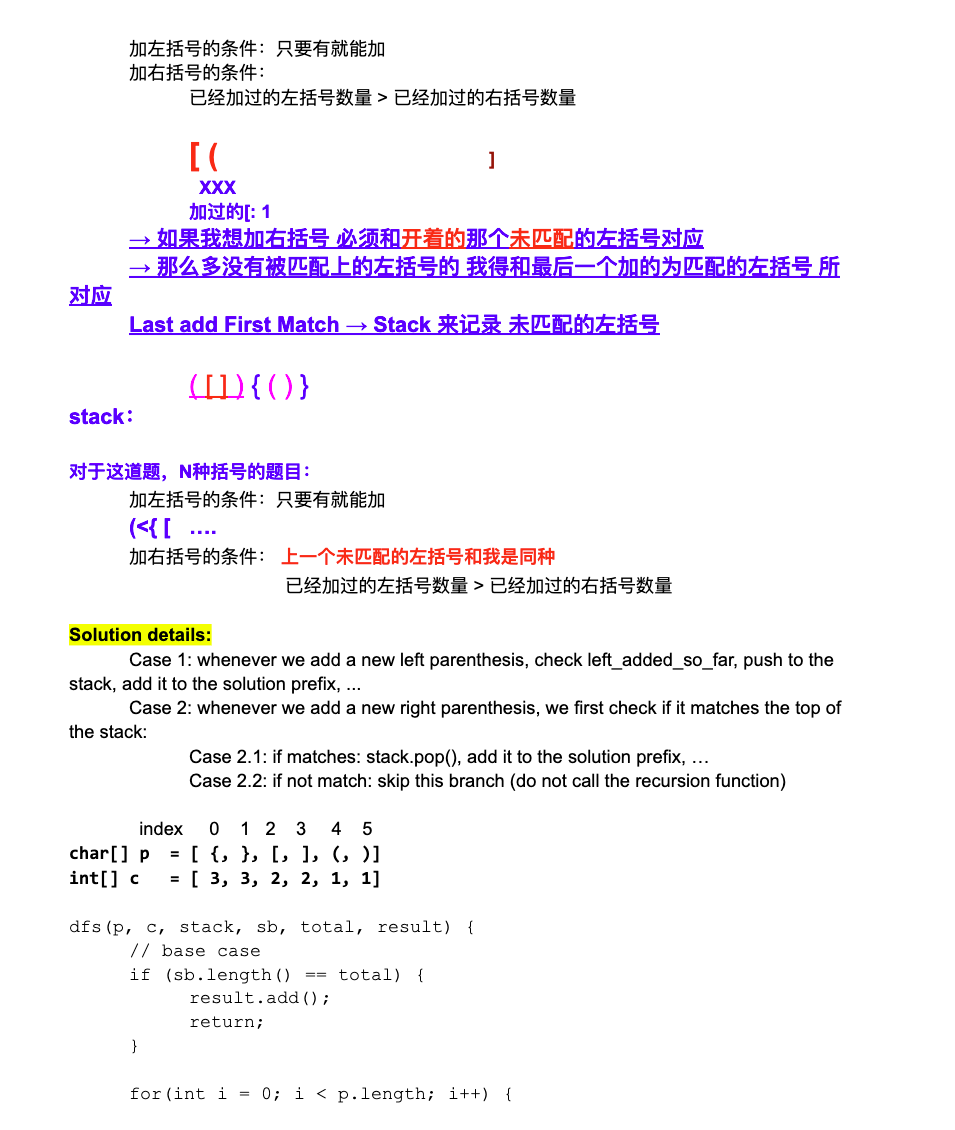 加左括号的条件：只要有就能加
加右括号的条件：
已经加过的左括号数量 > 已经加过的右括号数量
[ ( ]
xxx
加过的[: 1
→ 如果我想加右括号 必须和开着的那个未匹配的左括号对应
→ 那么多没有被匹配上的左括号的 我得和最后一个加的为匹配的左括号 所
对应
Last add First Match → Stack 来记录 未匹配的左括号
( [ ] ) { ( ) }
stack：
对于这道题，N种括号的题目：
加左括号的条件：只要有就能加
(<{ [ ....
加右括号的条件： 上一个未匹配的左括号和我是同种
已经加过的左括号数量 > 已经加过的右括号数量
Solution details:
Case 1: whenever we add a new left parenthesis, check left_added_so_far, push to the
stack, add it to the solution prefix, ...
Case 2: whenever we add a new right parenthesis, we first check if it matches the top of
the stack:
Case 2.1: if matches: stack.pop(), add it to the solution prefix, …
Case 2.2: if not match: skip this branch (do not call the recursion function)
index 0 1 2 3 4 5
char[] p = [ {, }, [, ], (, )]
int[] c = [ 3, 3, 2, 2, 1, 1]
dfs(p, c, stack, sb, total, result) {
// base case
if (sb.length() == total) {
result.add();
return;
}
for(int i = 0; i < p.length; i++) {